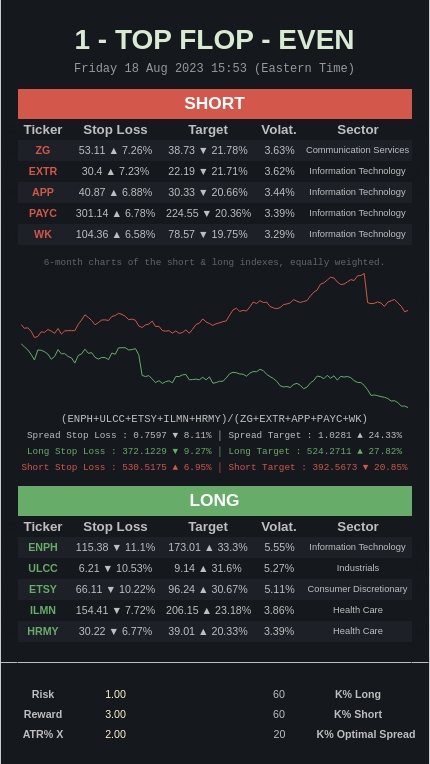 1 - TOP FLOP - EVEN
Friday 18 Aug 2023 15:53 (Eastern Time)
SHORT
Ticker Stop Loss Target Volat. Sector
ZG 53.11 ▲ 7.26% 38.73 ▼ 21.78% 3.63% Communication Services
EXTR 30.4 ▲ 7.23% 22.19 ▼ 21.71% 3.62% Information Technology
APP 40.87 ▲ 6.88% 30.33 ▼ 20.66% 3.44% Information Technology
PAYC 301.14 ▲ 6.78% 224.55 ▼ 20.36% 3.39% Information Technology
WK 104.36 ▲ 6.58% 78.57 ▼ 19.75% 3.29% Information Technology
6-month charts of the short & long indexes, equally weighted.
(ENPH+ULCC+ETSY+ILMN+HRMY)/(ZG+EXTR+APP+PAYC+WK)
Spread Stop Loss : 0.7597 ▼ 8.11% | Spread Target : 1.0281 ▲ 24.33%
Long Stop Loss : 372.1229 ▼ 9.27% | Long Target : 524.2711 ▲ 27.82%
Short Stop Loss : 530.5175 ▲ 6.95% | Short Target : 392.5673 ▼ 20.85%
LONG
Ticker Stop Loss Target Volat. Sector
ENPH 115.38 ▼ 11.1% 173.01 ▲ 33.3% 5.55% Information Technology
ULCC 6.21 ▼ 10.53% 9.14 ▲ 31.6% 5.27% Industrials
ETSY 66.11 ▼ 10.22% 96.24 ▲ 30.67% 5.11% Consumer Discretionary
ILMN 154.41 ▼ 7.72% 206.15 ▲ 23.18% 3.86% Health Care
HRMY 30.22 ▼ 6.77% 39.01 ▲ 20.33% 3.39% Health Care
Risk 1.00 60 K% Long
Reward 3.00 60 K% Short
ATR% X 2.00 20 K% Optimal Spread